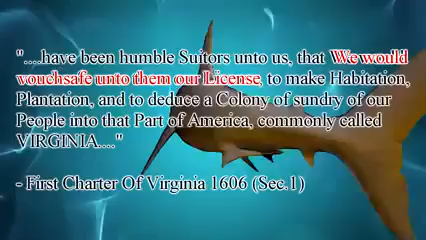 "....have been humble Suitors unto us, that We would
vouchsafe unto them our License, to make Habitation,
Plantation, and to deduce a Colony of sundry of our
People into that Part of America, commonly called
VIRGINIA...."
- First Charter Of Virginia 1606 (Sec.1)